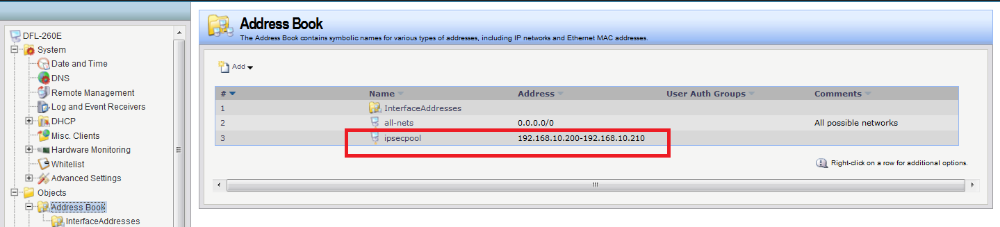 DFL-260E
System
Date and Time
DNS
Remote Management
Log and Event Receivers
DHCP
Misc. Clients
Hardware Monitoring
Whitelist
Advanced Settings
Objects
Address Book
InterfaceAddresses
Address Book
The Address Book contains symbolic names for various types of addresses, including IP networks and Ethernet MAC addresses.
Add
# Name Address User Auth Groups Comments
1 InterfaceAddresses
2 all-nets 0.0.0.0/0 All possible networks
3 ipsecpool 192.168.10.200-192.168.10.210
Right-click on a row for additional options.